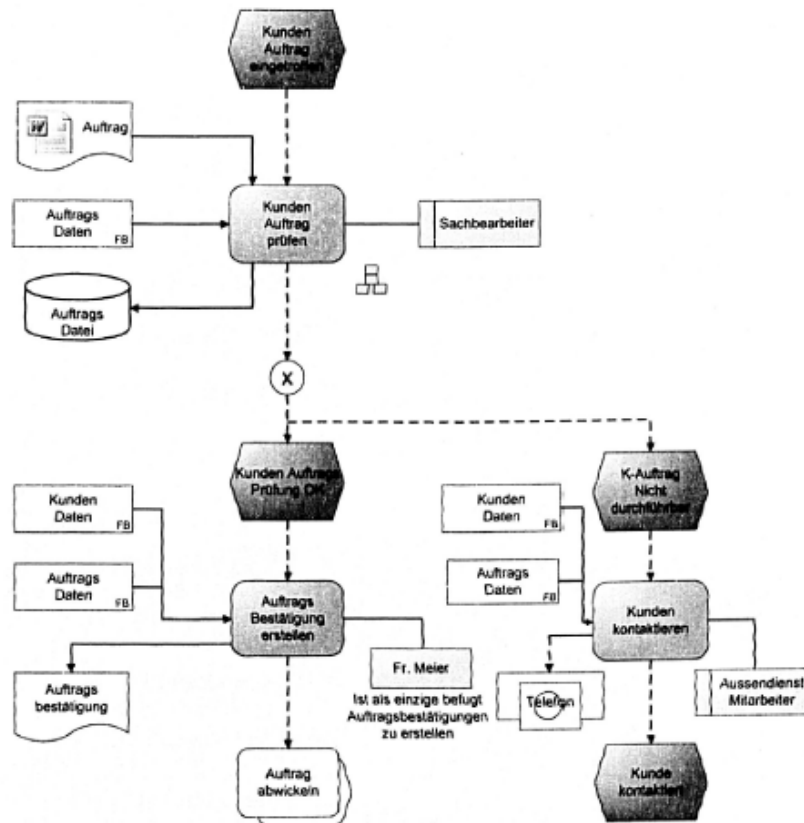 Kunden
Auftrag
eingetroffen
W
Auftrag
Auftrags
Daten
FB
Kunden
Auftrag
prüfen
Sachbearbeiter
Auftrags
Datei
X
Kunden Auftrags
Prüfung OK
K-Auftrag
Nicht
durchführbar
Kunden
Daten
FB
Kunden
Daten
FB
Auftrags
Daten
FB
Auftrags
Bestätigung
erstellen
Auftrags
Daten
FB
Kunden
kontaktieren
Auftrags
bestätigung
Fr. Meier
Ist als einzige befugt
Auftragsbestätigungen
zu erstellen
Telefon
Aussendienst
Mitarbeiter
Auftrag
abwickeln
Kunde
kontaktiert